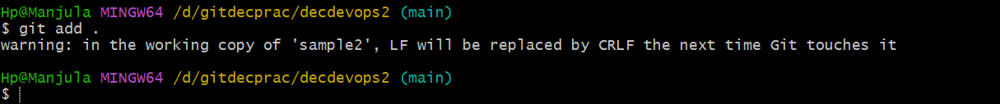 Hp@Manjula MINGW64 /d/gitdecprac/decdevops2 (main)
$ git add .
warning: in the working copy of 'sample2', LF will be replaced by CRLF the next time Git touches it
Hp@Manjula MINGW64 /d/gitdecprac/decdevops2 (main)
$